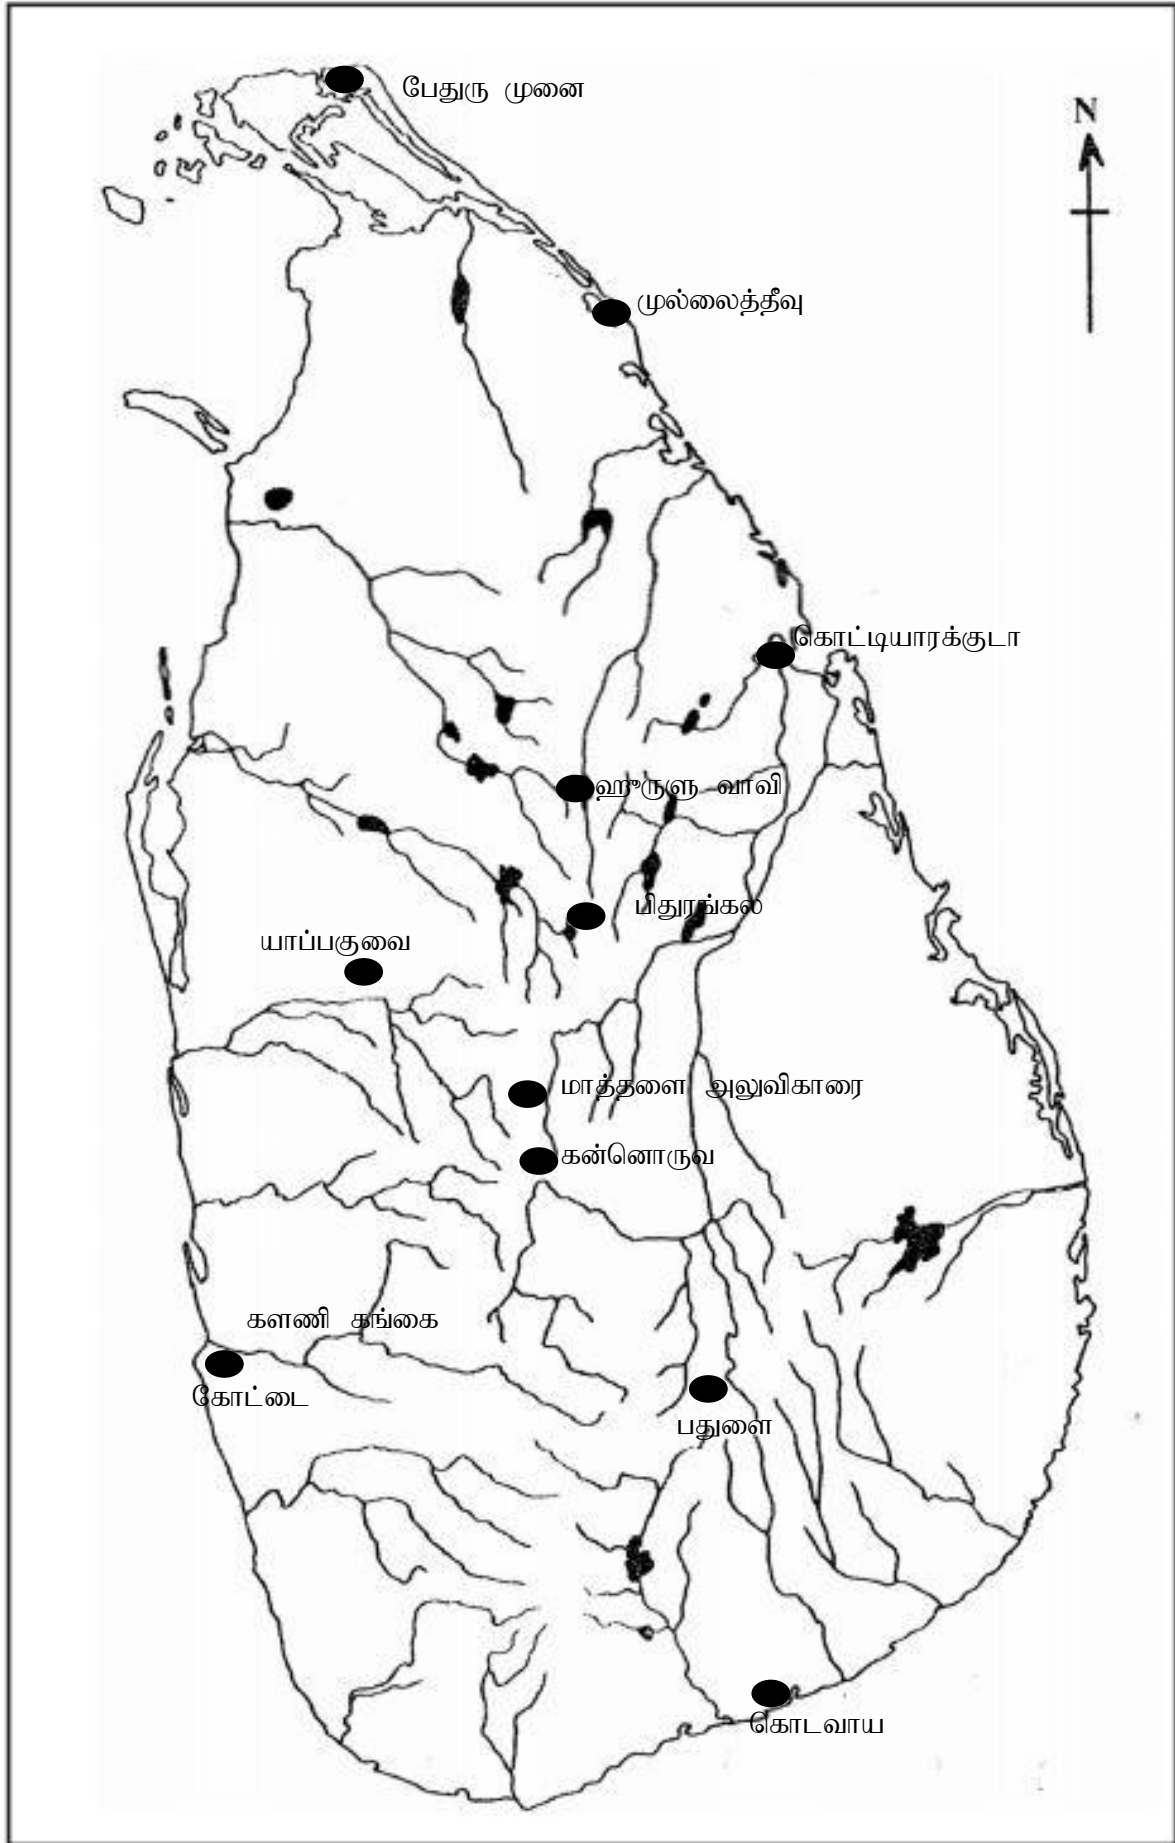 பேதுரு முனை
N
முல்லைத்தீவு
கொட்டியாரக்குடா
ஹூருளு வாவி
பிதுரங்கல
யாப்பகுவை
மாத்தளை அலுவிகாரை
கன்னொருவ
களணி கங்கை
கோட்டை
பதுளை
கொடவாய